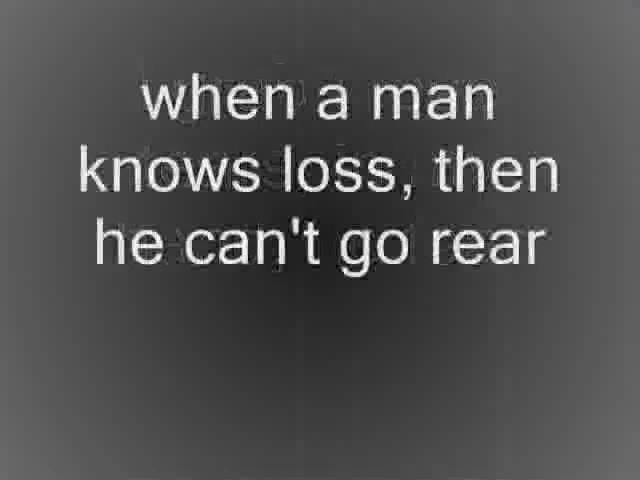 when a man
knows loss, then
he can't go rear